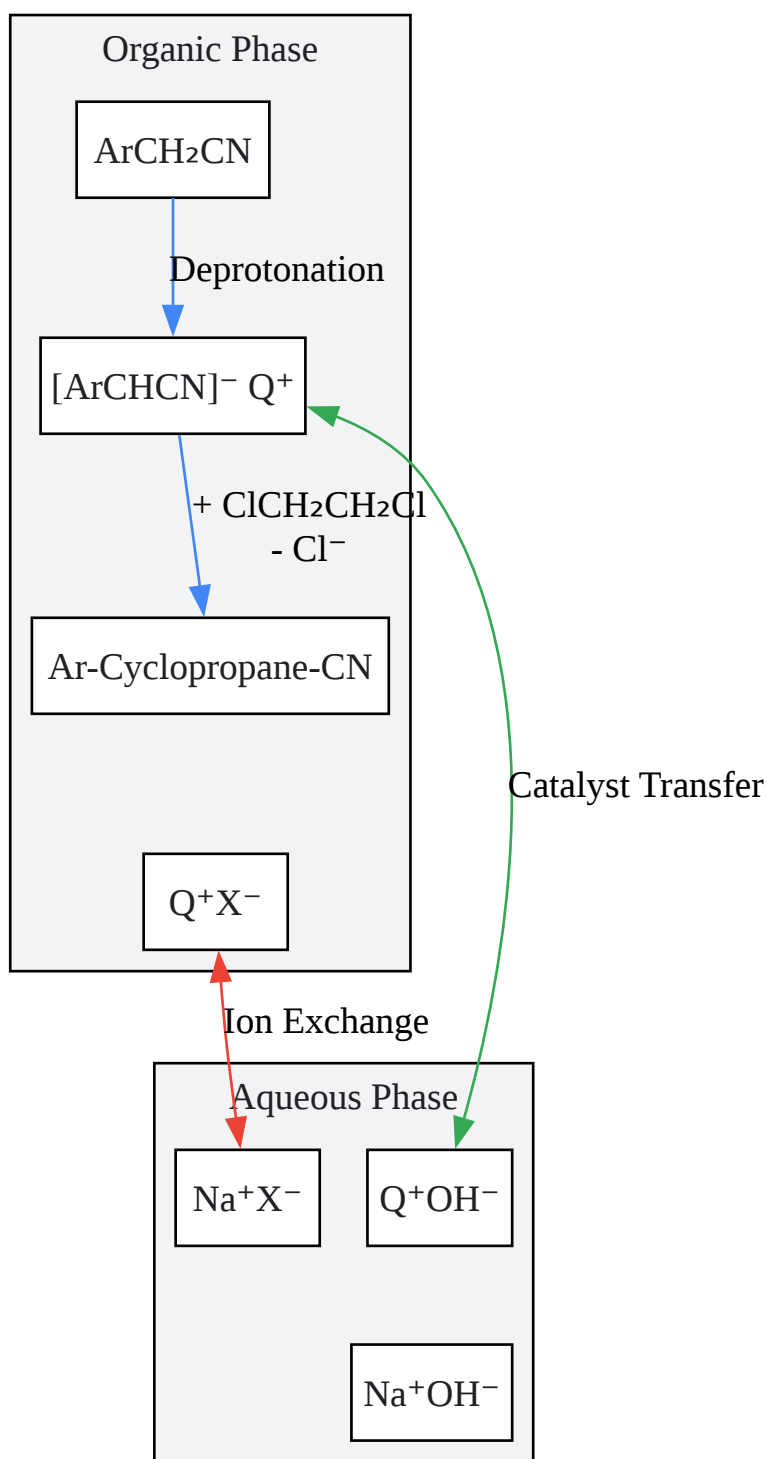 Organic Phase
ArCH₂CN
Deprotonation
[ArCHCN]⁻ Q⁺
+ ClCH₂CH₂Cl
- Cl⁻
Ar-Cyclopropane-CN
Catalyst Transfer
Q⁺X⁻
Ion Exchange
Aqueous Phase
Na⁺X⁻
Q⁺OH⁻
Na⁺OH⁻